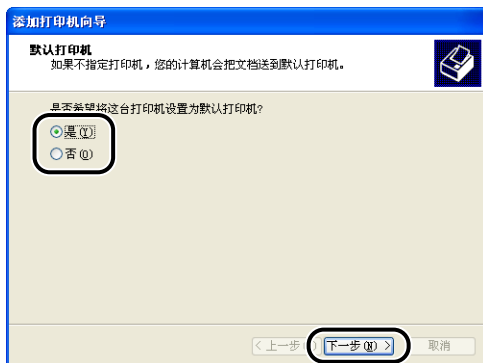 添加打印机向导
默认打印机
如果不指定打印机，您的计算机会把文档送到默认打印机。
是否希望将这台打印机设置为默认打印机?
是(Y)
否(O)
<上一步 下一步(N)> 取消